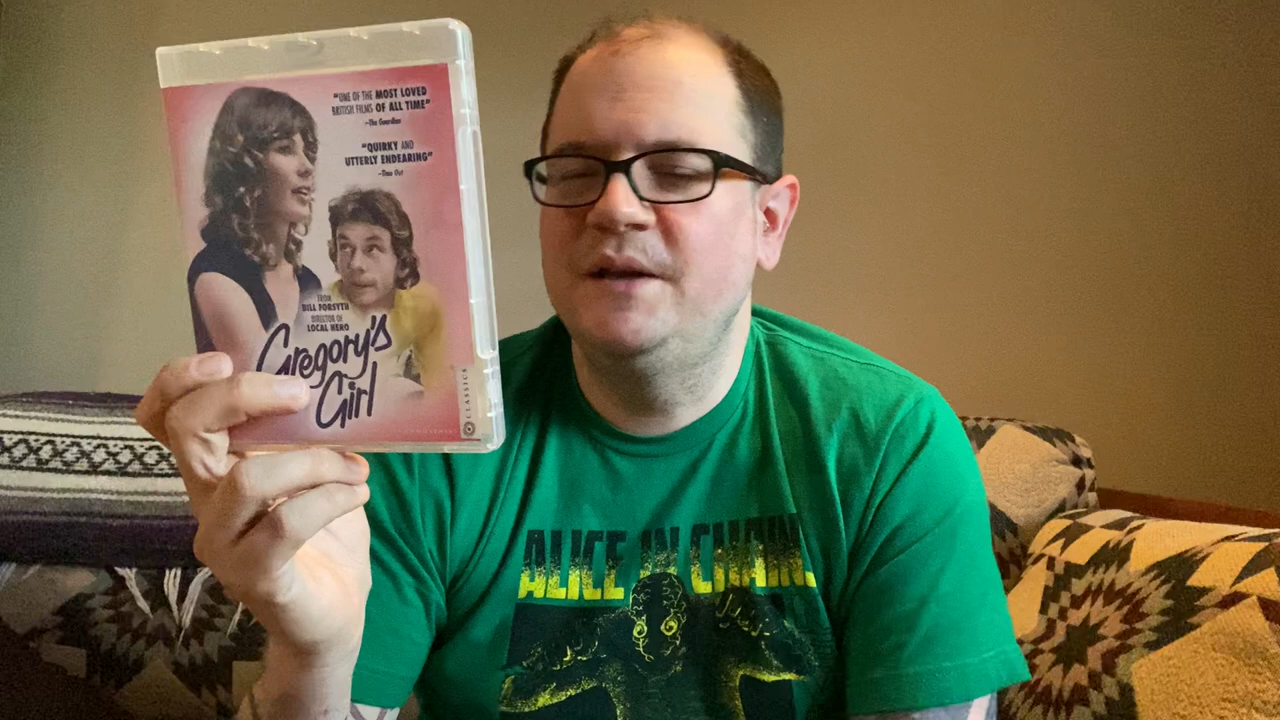 "ONE OF THE MOST LOVED
BRITISH FILMS OF ALL TIME"
–The Guardian
"QUIRKY AND
UTTERLY ENDEARING"
–Time Out
FROM
BILL FORSYTH
DIRECTOR OF
LOCAL HERO
Gregory's
Girl
CLASSICS
ALICE IN CHAINS